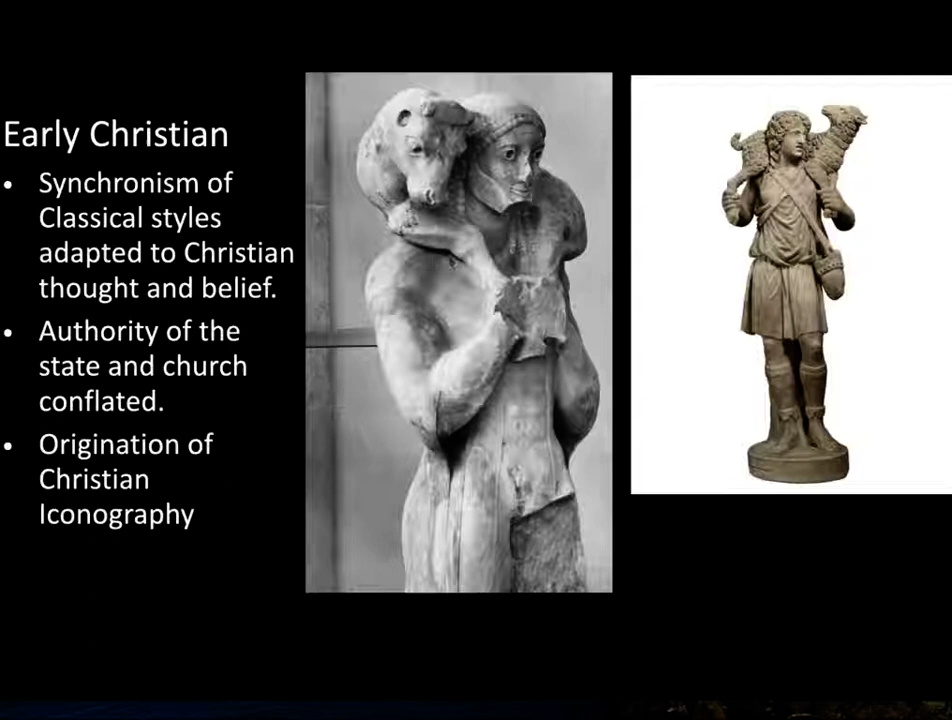 Early Christian
• Synchronism of
Classical styles
adapted to Christian
thought and belief.
• Authority of the
state and church
conflated.
• Origination of
Christian
Iconography